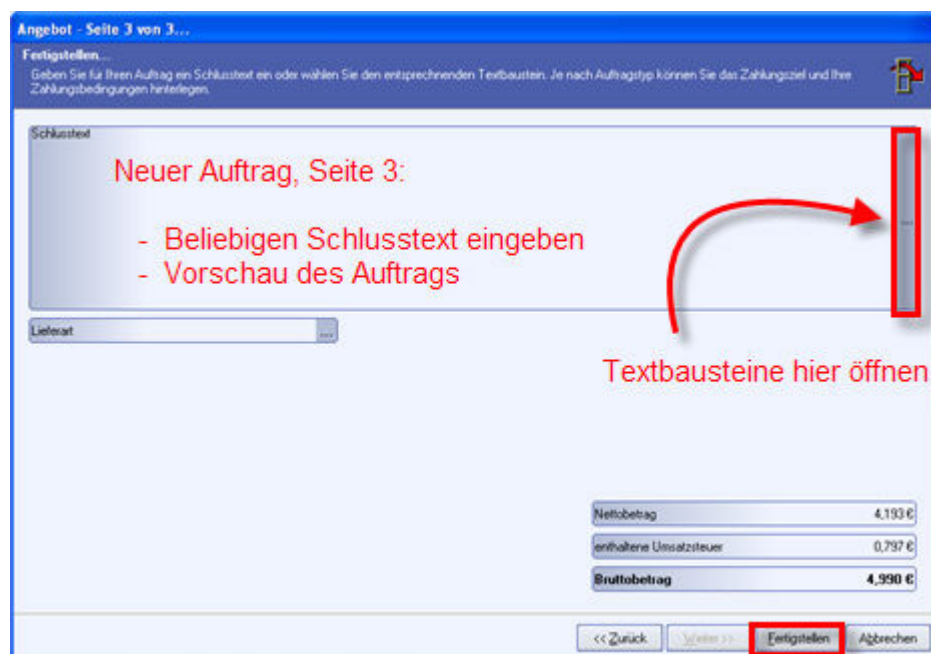 Angebot - Seite 3 von 3...
Fertigstellen...
Geben Sie für Ihren Auftrag ein Schlusstext ein oder wählen Sie den entsprechnenden Textbaustein. Je nach Auftragstyp können Sie das Zahlungsziel und Ihre
Zahlungsbedingungen hinterlegen.
Schlusstext
Neuer Auftrag, Seite 3:
- Beliebigen Schlusstext eingeben
- Vorschau des Auftrags
...
Lieferart ...
Textbausteine hier öffnen
Nettobetrag 4,193 €
enthaltene Umsatzsteuer 0,797 €
Bruttobetrag 4,990 €
<< Zurück Weiter >> Fertigstellen Abbrechen